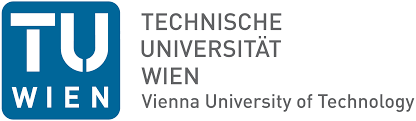 TU
WIEN
TECHNISCHE
UNIVERSITÄT
WIEN
Vienna University of Technology